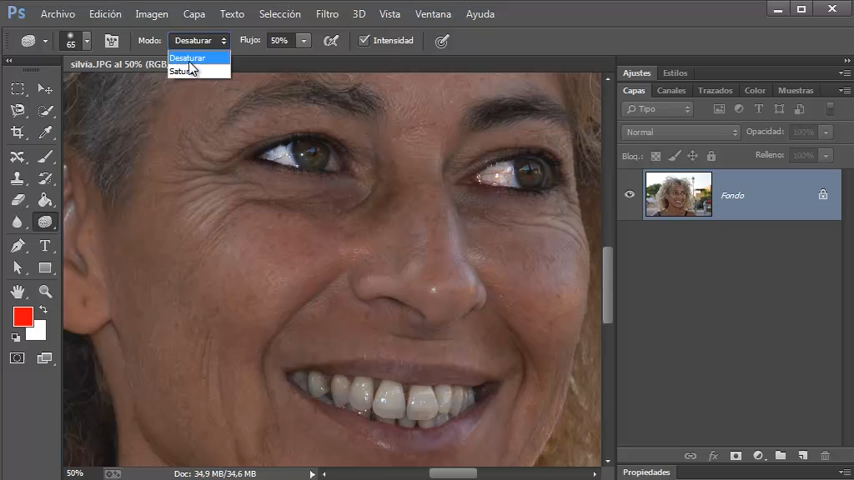 Ps Archivo Edición Imagen Capa Texto Selección Filtro 3D Vista Ventana Ayuda
65 Modo: Desaturar Flujo: 50% Intensidad
Desaturar
Saturar
silvia.JPG al 50% (RGB
Ajustes Estilos
Capas Canales Trazados Color Muestras
Tipo
Normal Opacidad: 100%
Bloq.: Relleno: 100%
Fondo
50% Doc: 34,9 MB/34,6 MB
Propiedades